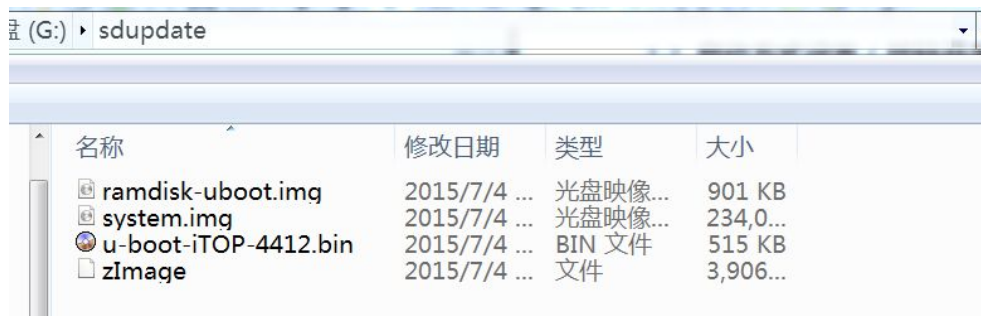 盘 (G:) ▸ sdupdate
名称 修改日期 类型 大小
ramdisk-uboot.img 2015/7/4 ... 光盘映像... 901 KB
system.img 2015/7/4 ... 光盘映像... 234,0...
u-boot-iTOP-4412.bin 2015/7/4 ... BIN 文件 515 KB
zImage 2015/7/4 ... 文件 3,906...